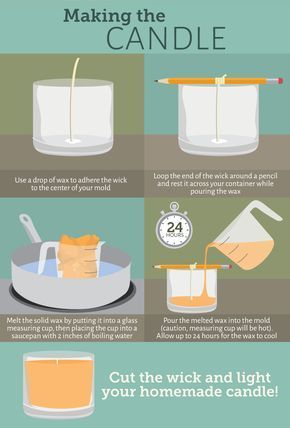 Making the
CANDLE
Use a drop of wax to adhere the wick
to the center of your mold
Loop the end of the wick around a pencil
and rest it across your container while
pouring the wax
24
HOURS
Melt the solid wax by putting it into a glass
measuring cup, then placing the cup into a
saucepan with 2 inches of boiling water
Pour the melted wax into the mold
(caution, measuring cup will be hot).
Allow up to 24 hours for the wax to cool
Cut the wick and light
your homemade candle!